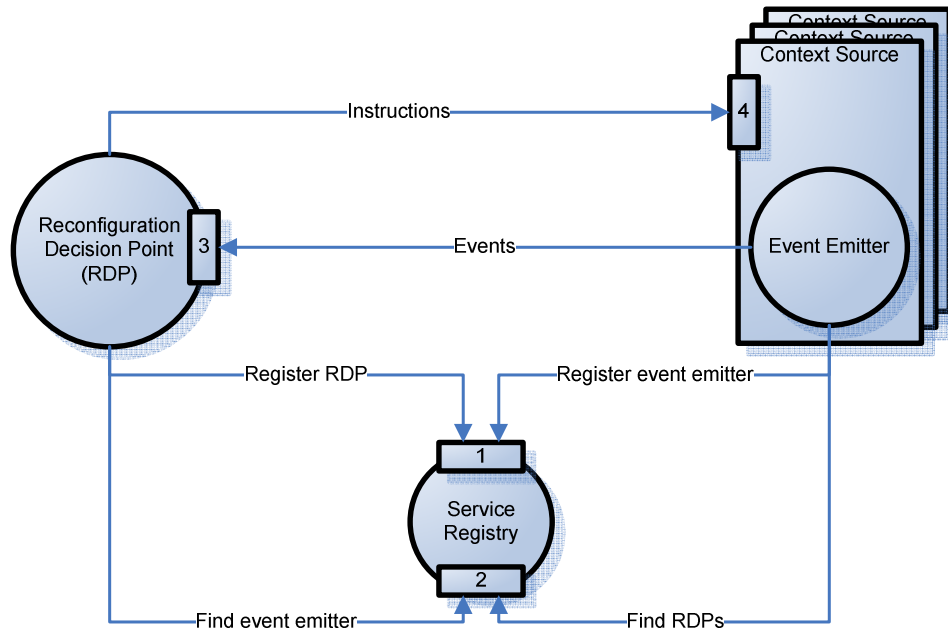 Context Source
Context Source
Context Source
4
Instructions
Reconfiguration
Decision Point
(RDP)
3
Events
Event Emitter
Register RDP
Register event emitter
1
Service
Registry
2
Find event emitter
Find RDPs